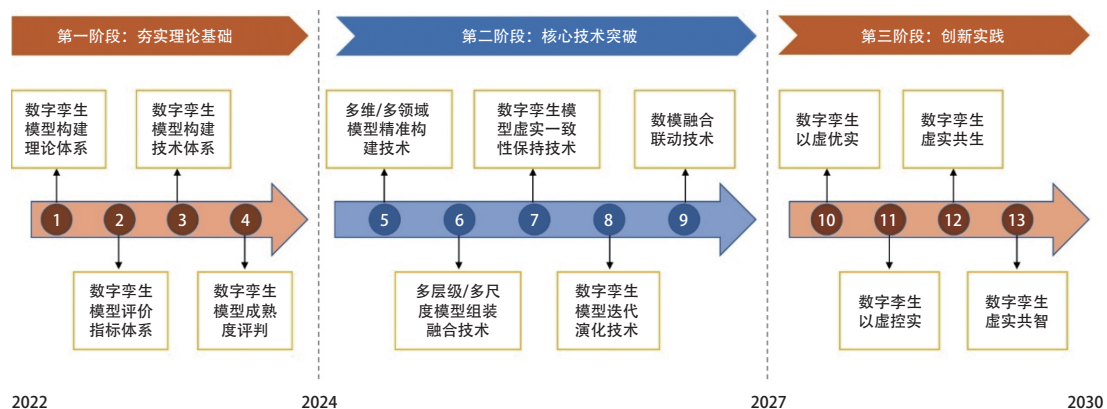 第一阶段：夯实理论基础
第二阶段：核心技术突破
第三阶段：创新实践
数字孪生
模型构建
理论体系
数字孪生
模型构建
技术体系
多维/多领域
模型精准构
建技术
数字孪生模
型虚实一致
性保持技术
数模融合
联动技术
数字孪生
以虚优实
数字孪生
虚实共生
1
2
3
4
5
6
7
8
9
10
11
12
13
数字孪生
模型评价
指标体系
数字孪生
模型成熟
度评判
多层级/多尺
度模型组装
融合技术
数字孪生
模型迭代
演化技术
数字李生
以虚控实
数字孪生
虚实共智
2022
2024
2027
2030